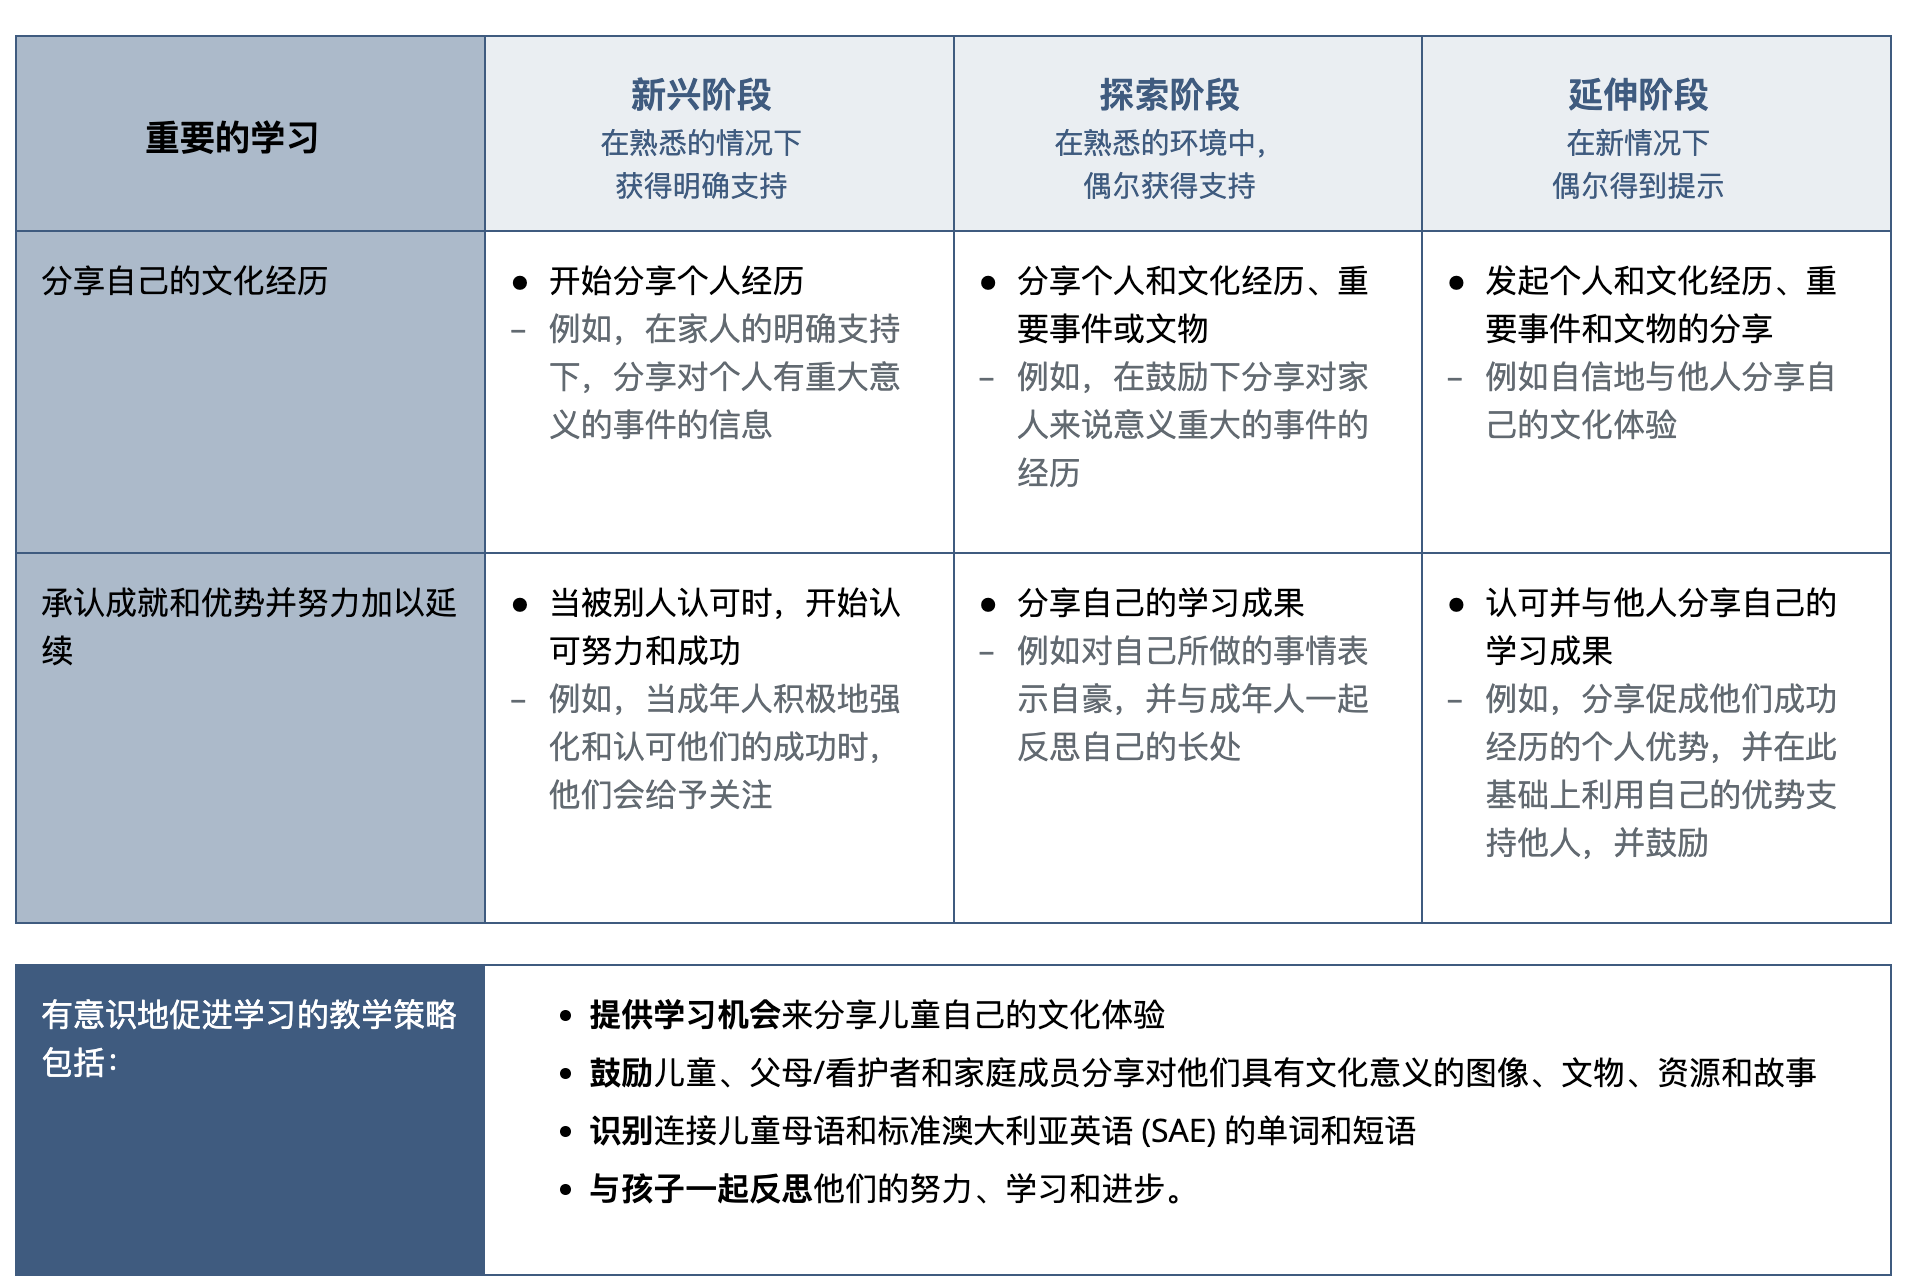 重要的学习
新兴阶段
在熟悉的情况下
获得明确支持
探索阶段
在熟悉的环境中，
偶尔获得支持
延伸阶段
在新情况下
偶尔得到提示
分享自己的文化经历
● 开始分享个人经历
– 例如，在家人的明确支持
下，分享对个人有重大意
义的事件的信息
● 分享个人和文化经历、重
要事件或文物
– 例如，在鼓励下分享对家
人来说意义重大的事件的
经历
● 发起个人和文化经历、重
要事件和文物的分享
– 例如自信地与他人分享自
己的文化体验
承认成就和优势并努力加以延
续
● 当被别人认可时，开始认
可努力和成功
– 例如，当成年人积极地强
化和认可他们的成功时，
他们会给予关注
● 分享自己的学习成果
– 例如对自己所做的事情表
示自豪，并与成年人一起
反思自己的长处
● 认可并与他人分享自己的
学习成果
– 例如，分享促成他们成功
经历的个人优势，并在此
基础上利用自己的优势支
持他人，并鼓励
有意识地促进学习的教学策略
包括：
• 提供学习机会来分享儿童自己的文化体验
• 鼓励儿童、父母/看护者和家庭成员分享对他们具有文化意义的图像、文物、资源和故事
• 识别连接儿童母语和标准澳大利亚英语 (SAE) 的单词和短语
• 与孩子一起反思他们的努力、学习和进步。